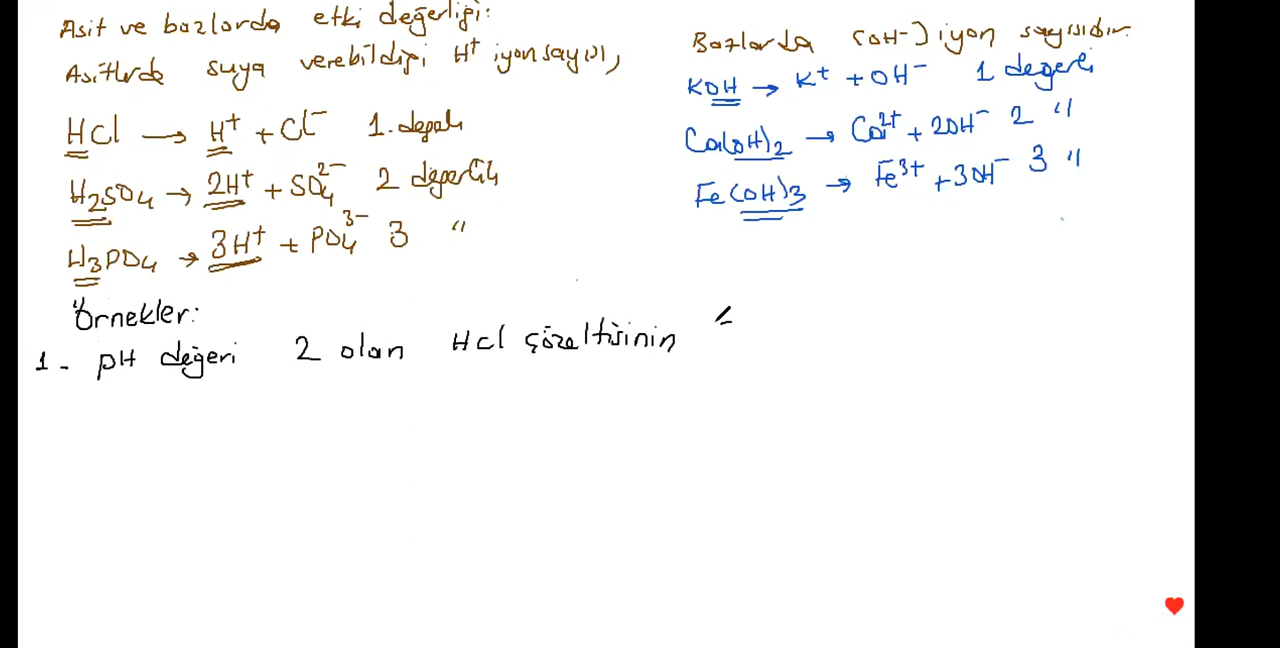 Asit ve bazlarda etki değerliği:
Asitlerde suya verebildiği H⁺ iyon sayısı,
HCl → H⁺ + Cl⁻ 1. değerli
H₂SO₄ → 2H⁺ + SO₄²⁻ 2 değerlikli
H₃PO₄ → 3H⁺ + PO₄³⁻ 3 "
Bazlarda (OH-) iyon sayısıdır.
KOH → K⁺ + OH⁻ 1 değerli
Ca(OH)₂ → Ca²⁺ + 2OH⁻ 2 "
Fe(OH)₃ → Fe³⁺ + 3OH⁻ 3 "
Örnekler:
1- pH değeri 2 olan HCl çözeltisinin